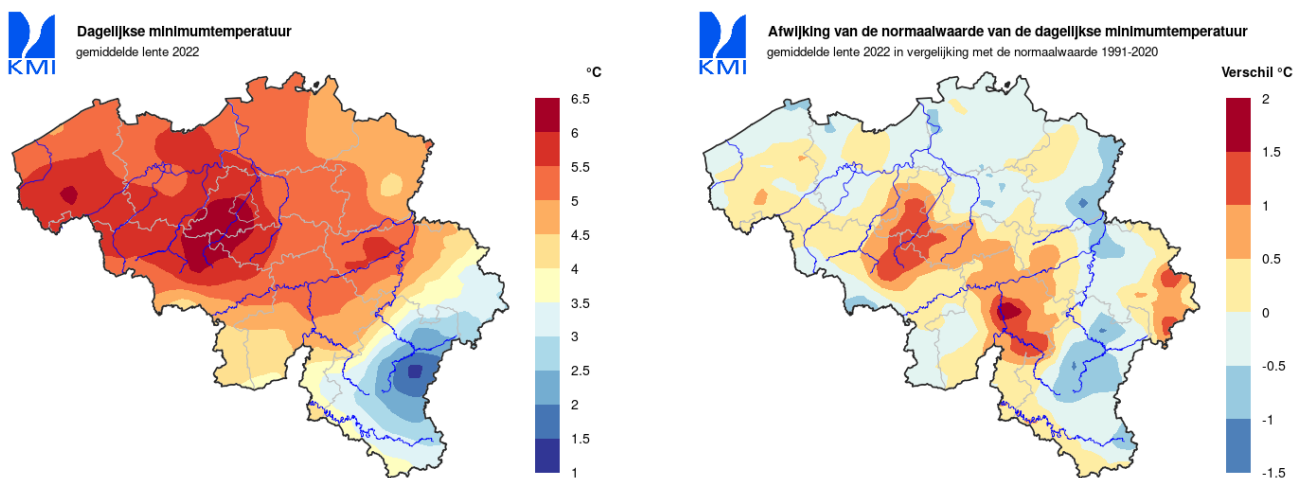 Dagelijkse minimumtemperatuur
gemiddelde lente 2022
KMI
°C
6.5
6
5.5
5
4.5
4
3.5
3
2.5
2
1.5
1
Afwijking van de normaalwaarde van de dagelijkse minimumtemperatuur
gemiddelde lente 2022 in vergelijking met de normaalwaarde 1991-2020
KMI
Verschil °C
2
1.5
1
0.5
0
-0.5
-1
-1.5